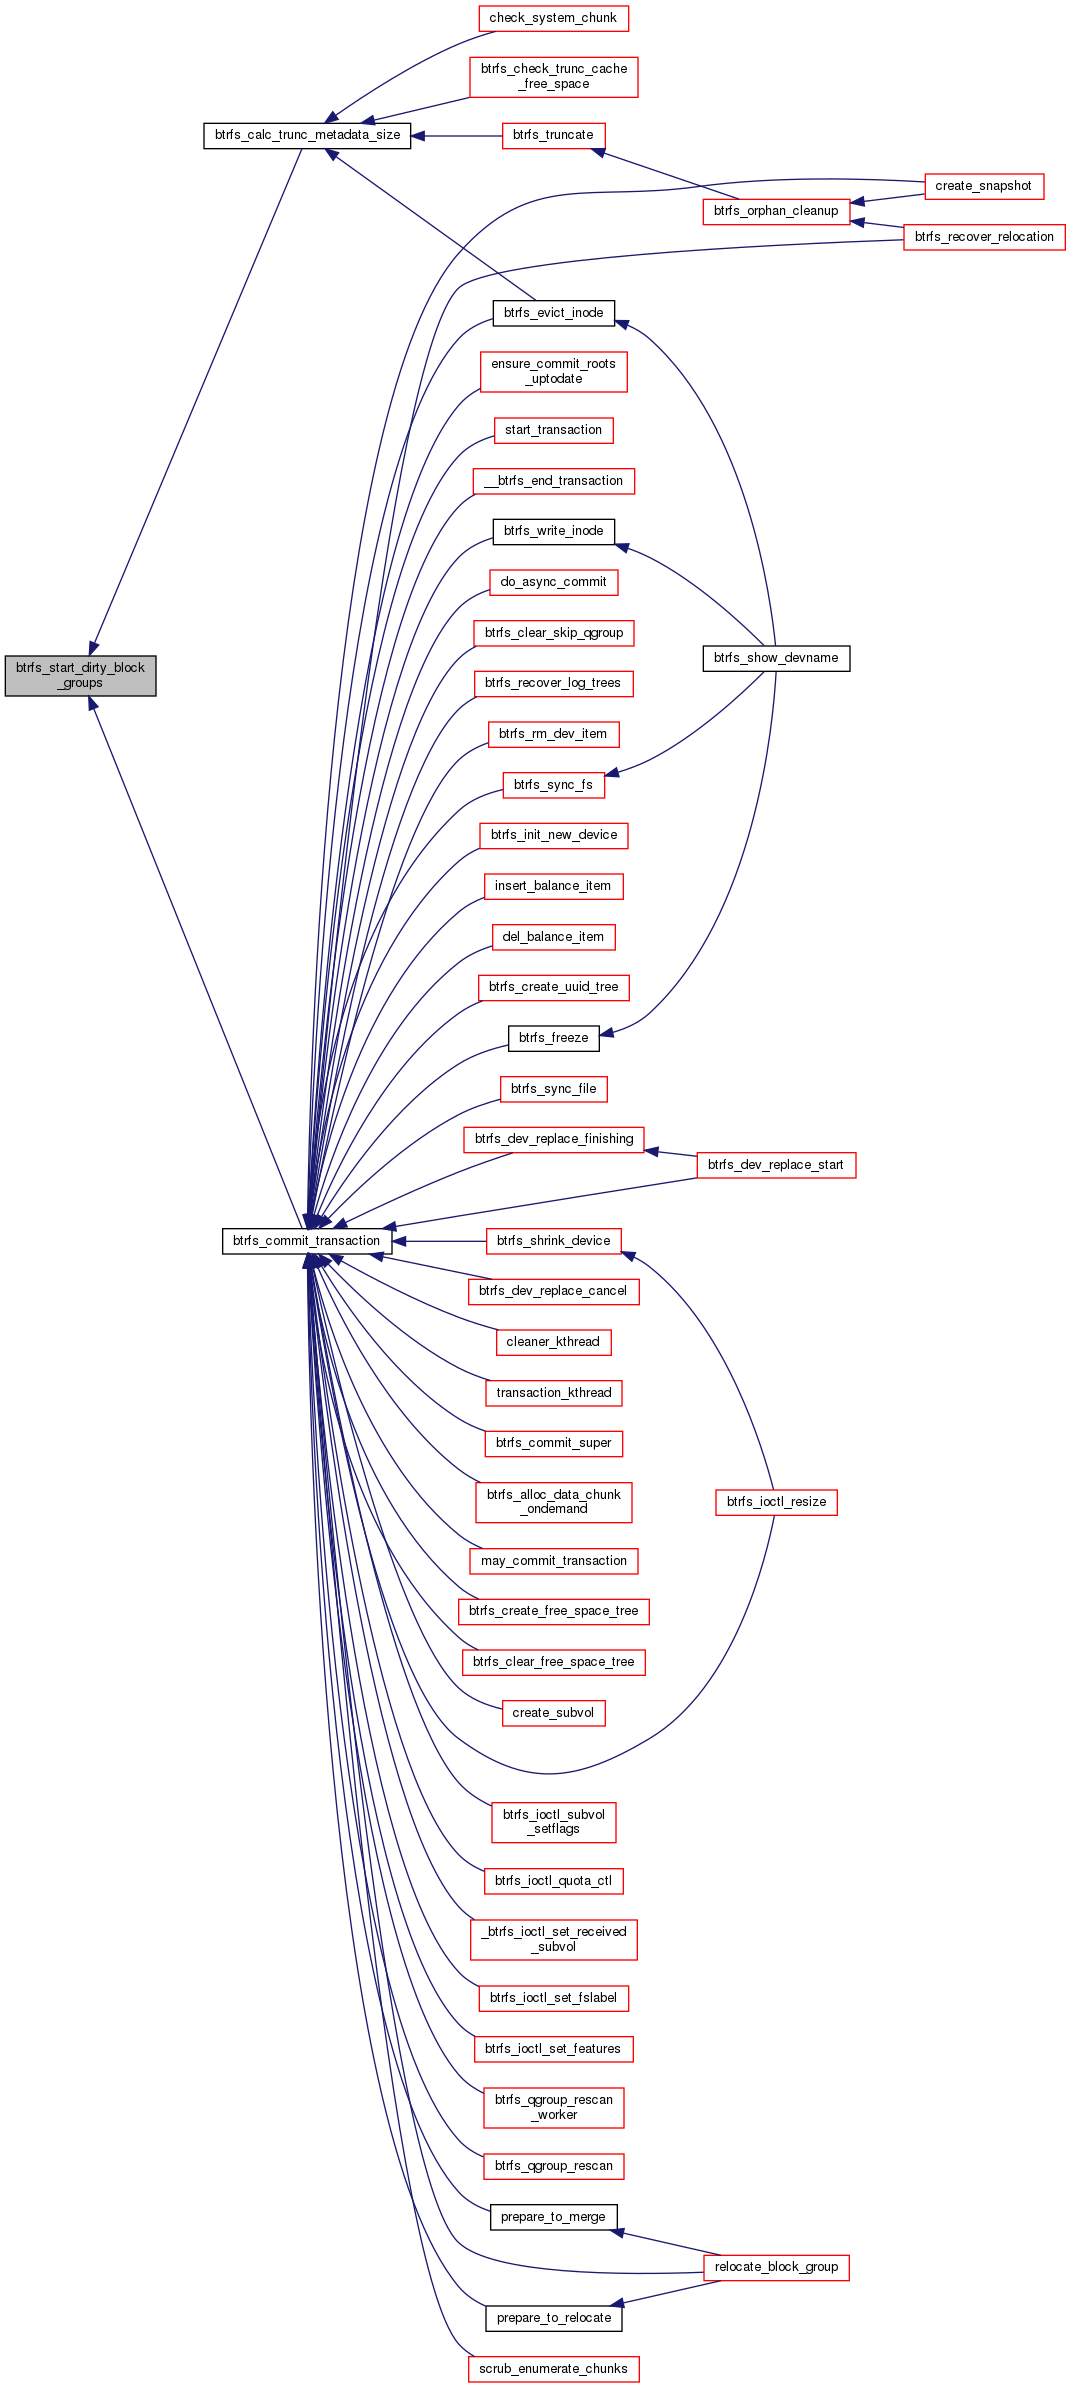 check_system_chunk
btrfs_check_trunc_cache
_free_space
btrfs_calc_trunc_metadata_size
btrfs_truncate
create_snapshot
btrfs_orphan_cleanup
btrfs_recover_relocation
btrfs_evict_inode
ensure_commit_roots
_uptodate
start_transaction
__btrfs_end_transaction
btrfs_write_inode
do_async_commit
btrfs_clear_skip_qgroup
btrfs_show_devname
btrfs_start_dirty_block
_groups
btrfs_recover_log_trees
btrfs_rm_dev_item
btrfs_sync_fs
btrfs_init_new_device
insert_balance_item
del_balance_item
btrfs_create_uuid_tree
btrfs_freeze
btrfs_sync_file
btrfs_dev_replace_finishing
btrfs_dev_replace_start
btrfs_commit_transaction
btrfs_shrink_device
btrfs_dev_replace_cancel
cleaner_kthread
transaction_kthread
btrfs_commit_super
btrfs_alloc_data_chunk
_ondemand
btrfs_ioctl_resize
may_commit_transaction
btrfs_create_free_space_tree
btrfs_clear_free_space_tree
create_subvol
btrfs_ioctl_subvol
_setflags
btrfs_ioctl_quota_ctl
_btrfs_ioctl_set_received
_subvol
btrfs_ioctl_set_fslabel
btrfs_ioctl_set_features
btrfs_qgroup_rescan
_worker
btrfs_qgroup_rescan
prepare_to_merge
relocate_block_group
prepare_to_relocate
scrub_enumerate_chunks